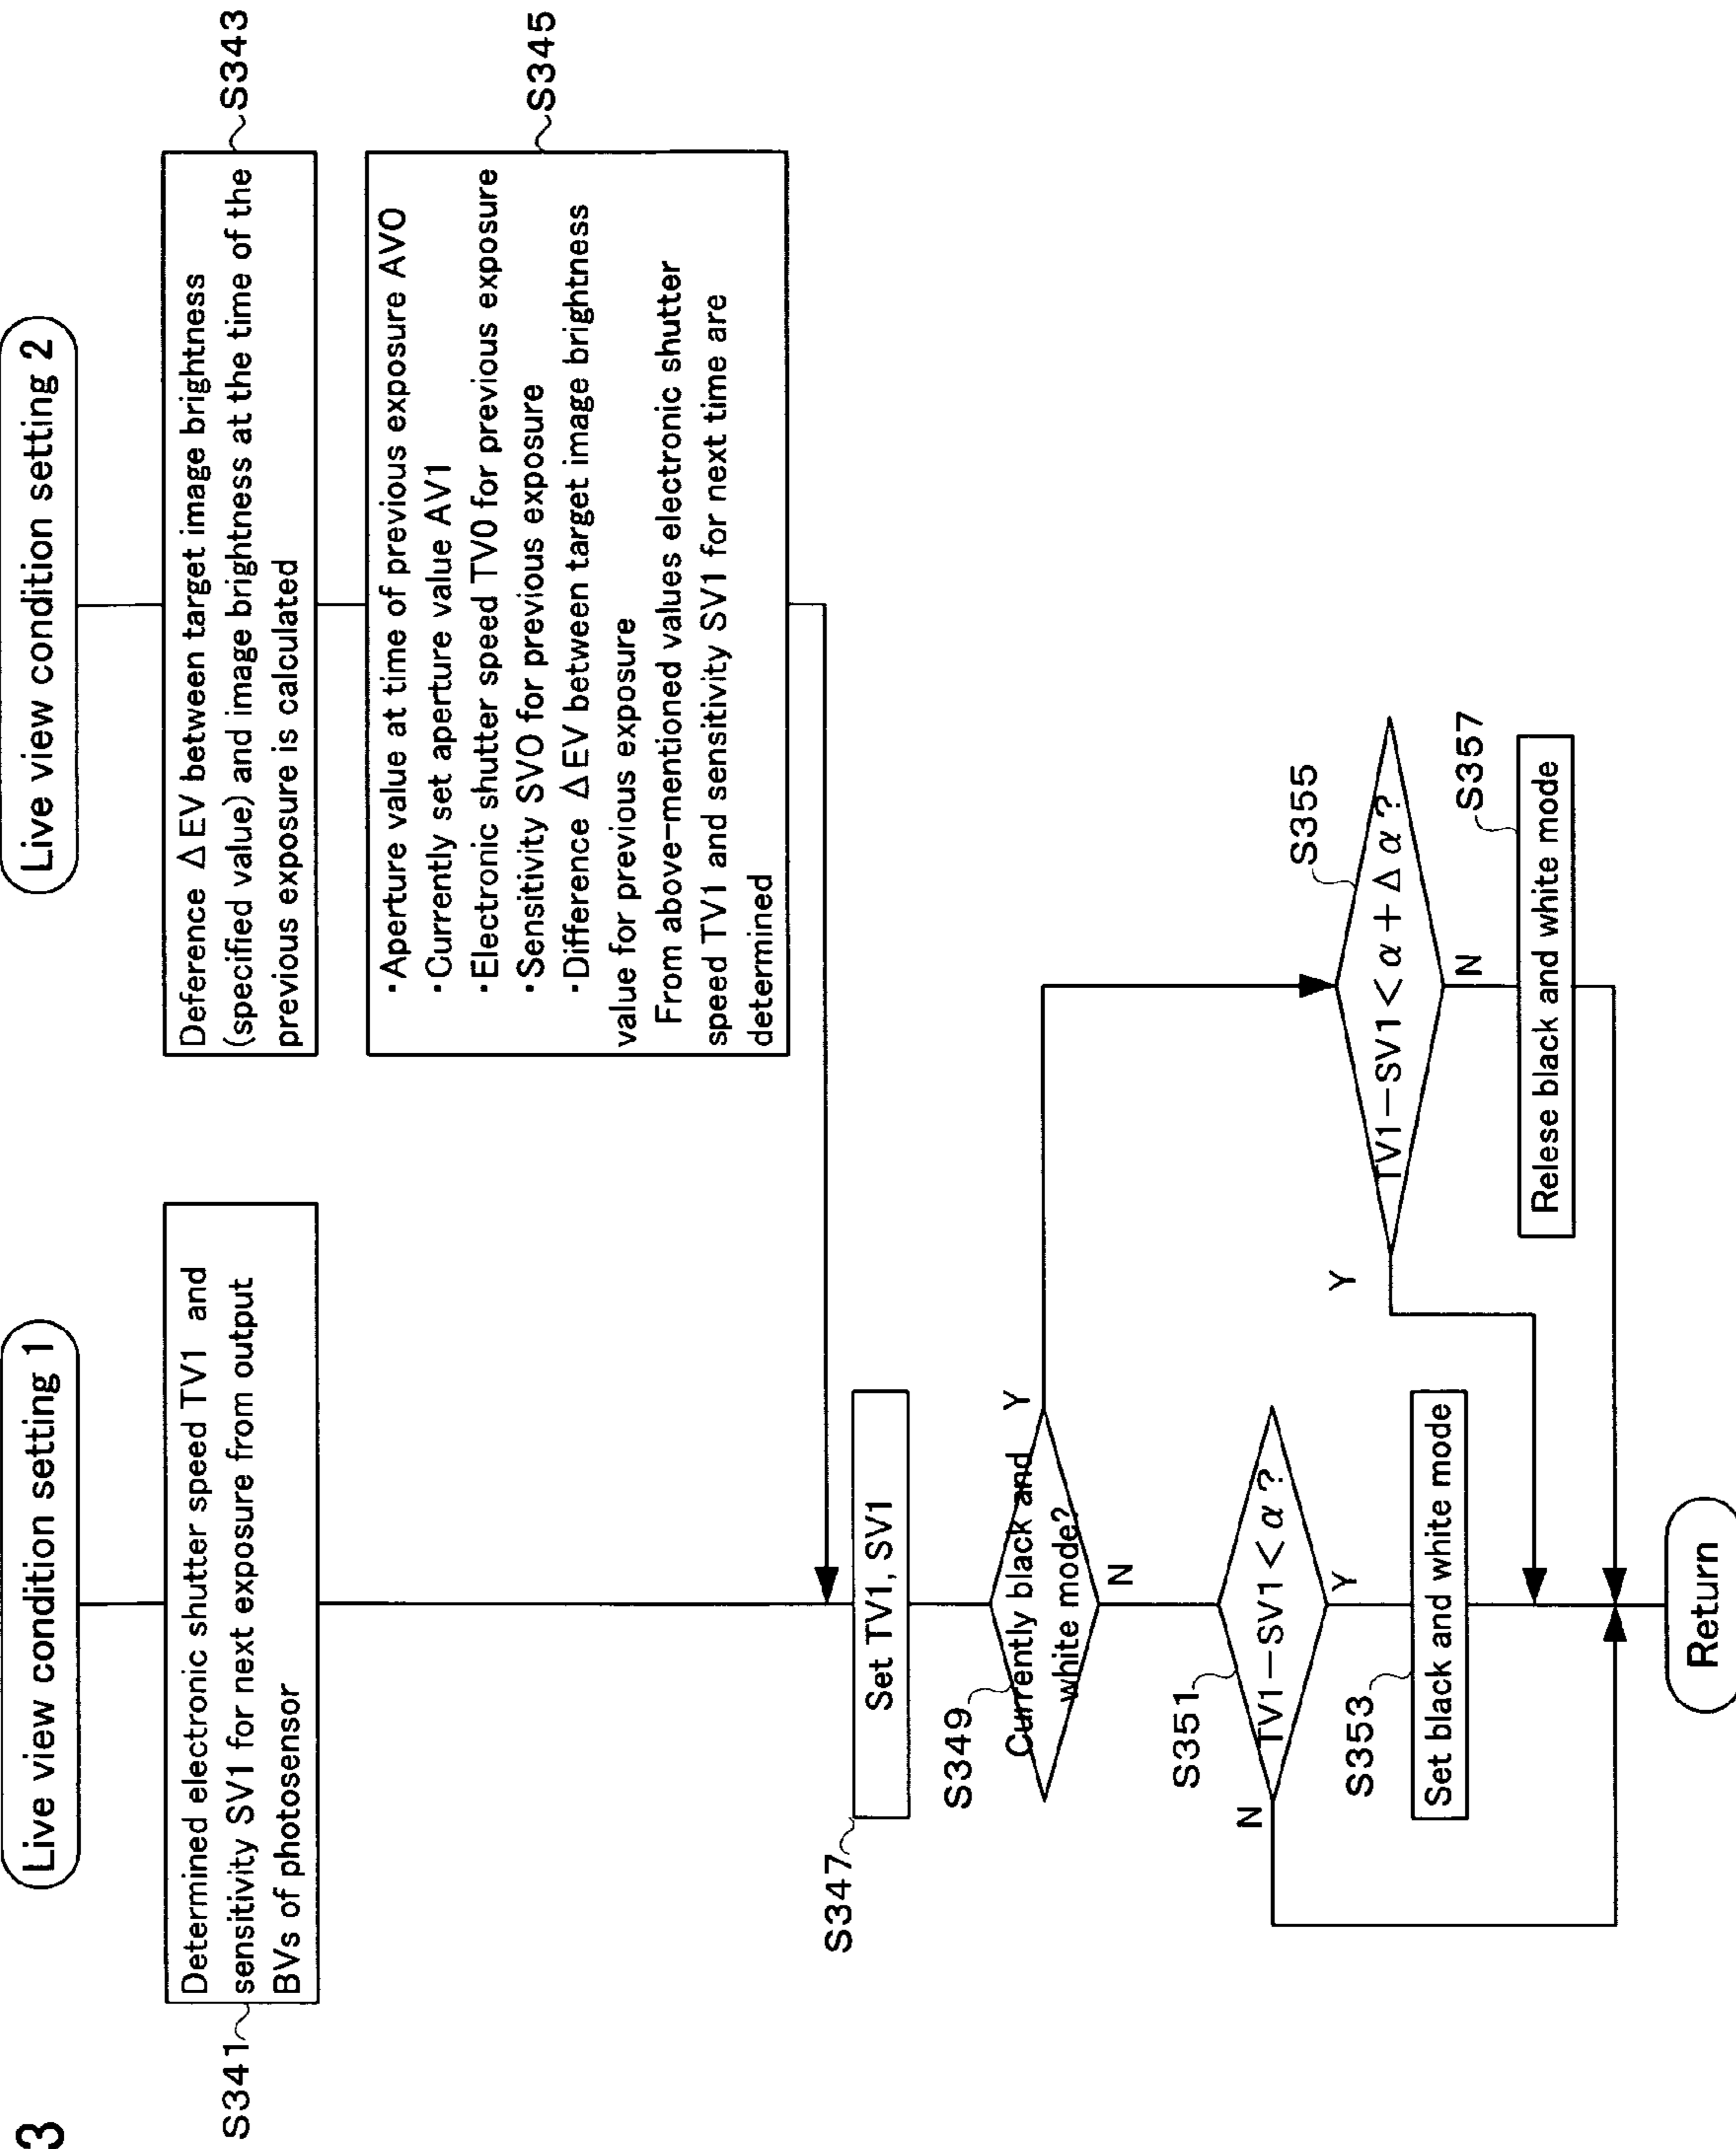 3
Live view condition setting 1
Determined electronic shutter speed TV1 and
sensitivity SV1 for next exposure from output
BVs of photosensor
S341
Live view condition setting 2
Deference ΔEV between target image brightness
(specified value) and image brightness at the time of the
previous exposure is calculated
S343
･Aperture value at time of previous exposure AVO
･Currently set aperture value AV1
･Electronic shutter speed TV0 for previous exposure
･Sensitivity SVO for previous exposure
･Difference ΔEV between target image brightness
value for previous exposure
From above-mentioned values electronic shutter
speed TV1 and sensitivity SV1 for next time are
determined
S345
S347
Set TV1, SV1
S349
Currently black and
white mode?
Y
N
S351
TV1-SV1<α?
N
Y
S353
Set black and white mode
S355
TV1-SV1<α+Δα?
Y
N
S357
Relese black and white mode
Return